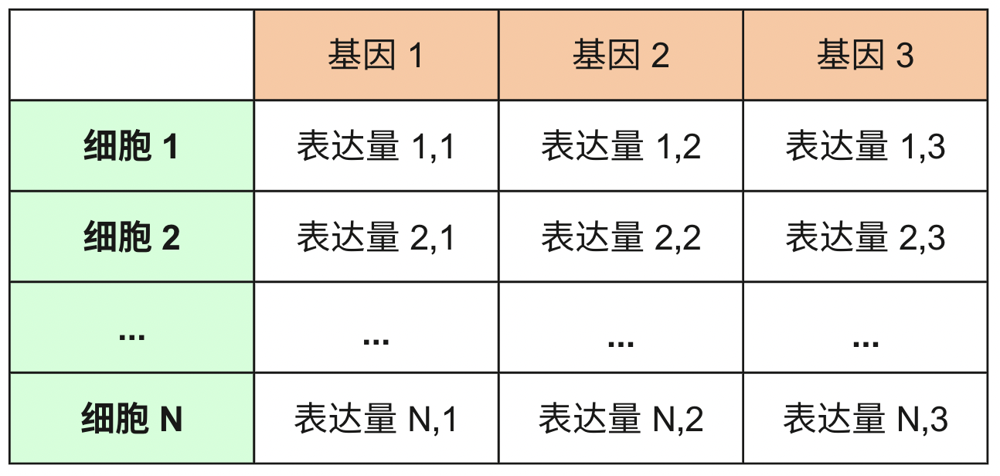 基因 1 基因 2 基因 3
细胞 1 表达量 1,1 表达量 1,2 表达量 1,3
细胞 2 表达量 2,1 表达量 2,2 表达量 2,3
... ... ... ...
细胞 N 表达量 N,1 表达量 N,2 表达量 N,3